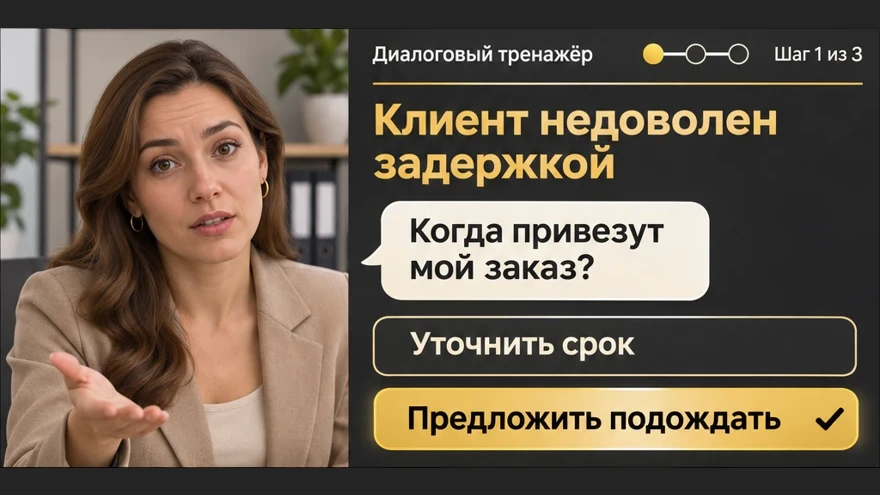 Диалоговый тренажёр
Шаг 1 из 3
Клиент недоволен
задержкой
Когда привезут
мой заказ?
Уточнить срок
Предложить подождать